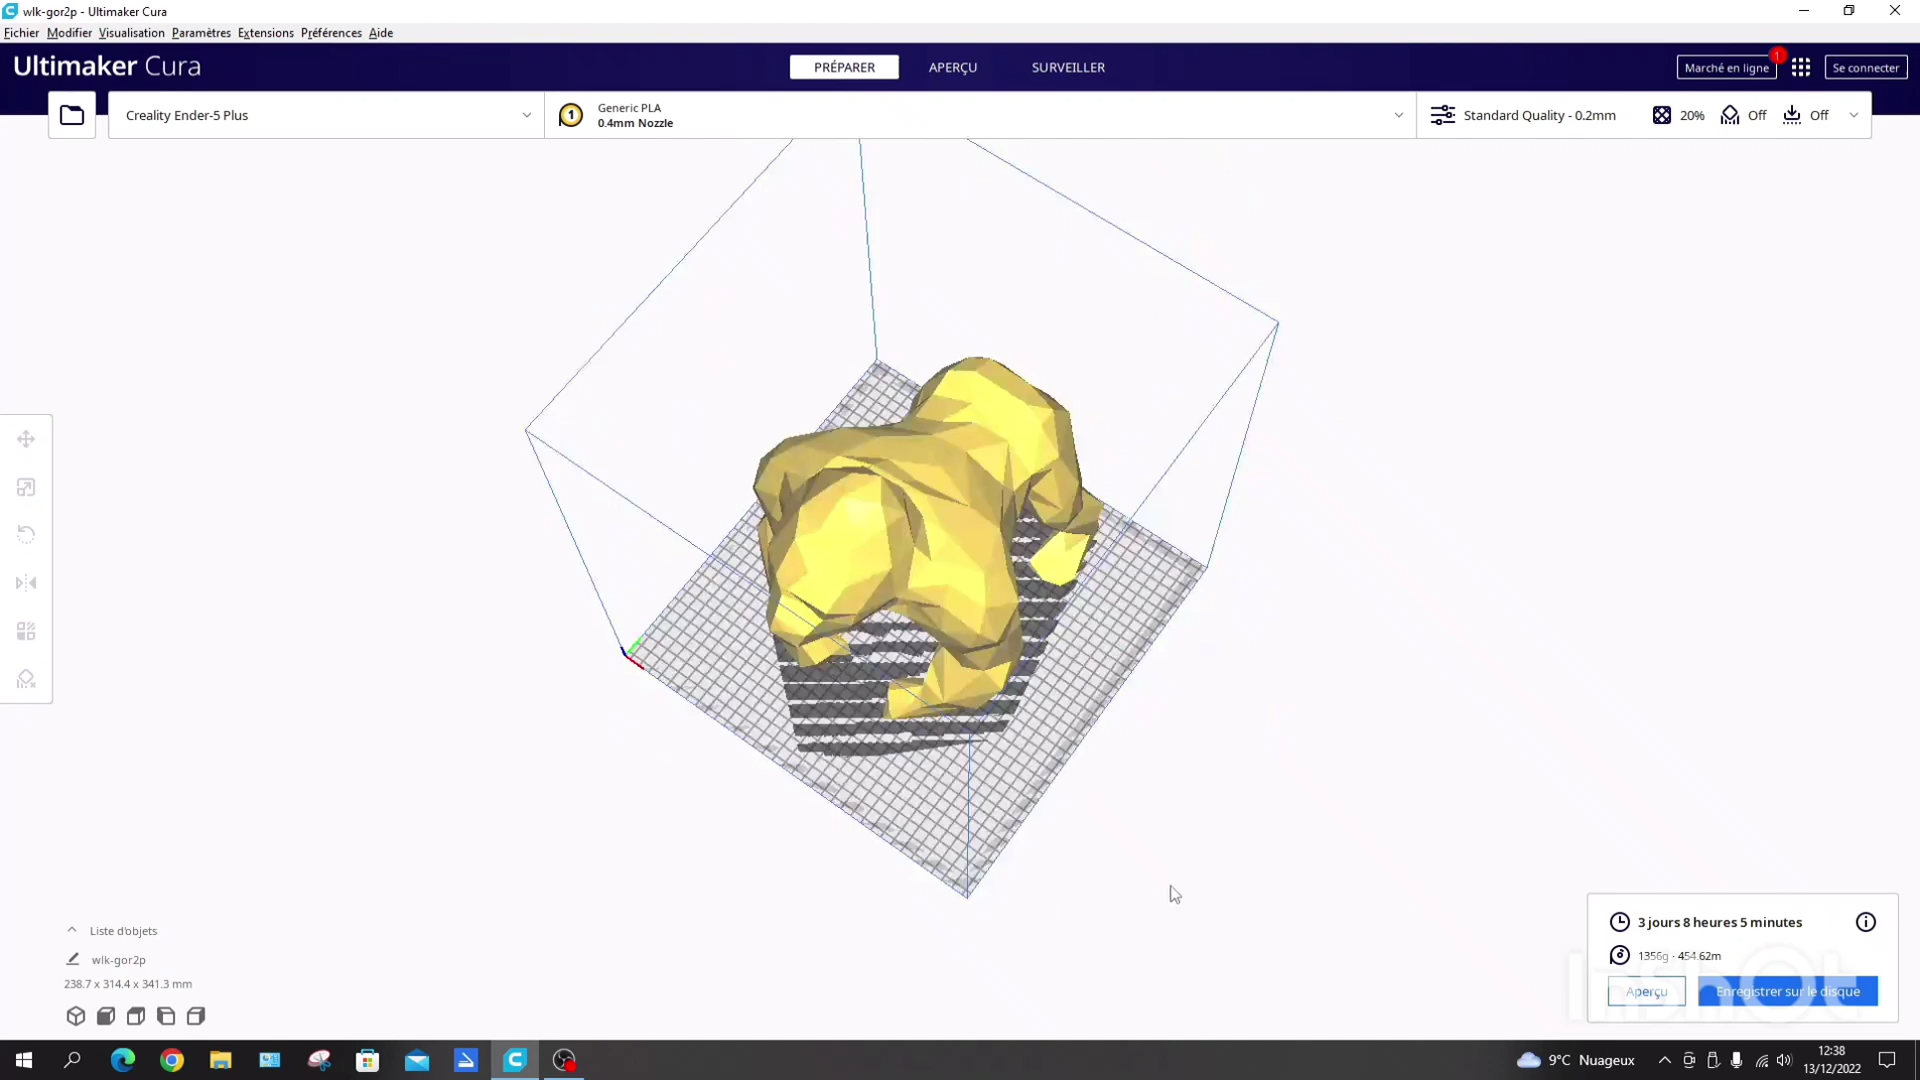 wlk-gor2p - Ultimaker Cura
Fichier Modifier Visualisation Paramètres Extensions Préférences Aide
Ultimaker Cura
PRÉPARER
APERÇU
SURVEILLER
Marché en ligne
1
Se connecter
Creality Ender-5 Plus
1
Generic PLA
0.4mm Nozzle
Standard Quality - 0.2mm
20%
Off
Off
Liste d'objets
wlk-gor2p
238.7 x 314.4 x 341.3 mm
3 jours 8 heures 5 minutes
1356g - 454.62m
Aperçu
Enregistrer sur le disque
InShOt
9°C Nuageux
12:38
13/12/2022